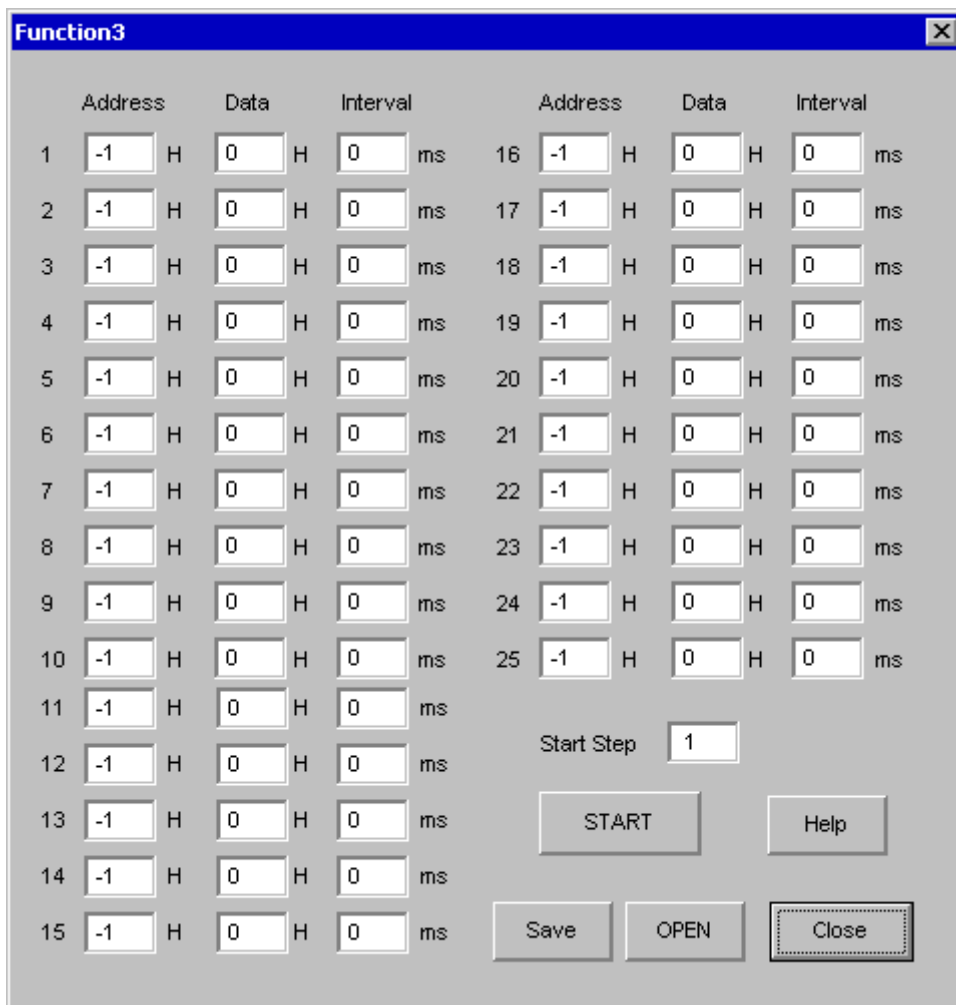 Function3
Address Data Interval Address Data Interval
1 -1 H 0 H 0 ms 16 -1 H 0 H 0 ms
2 -1 H 0 H 0 ms 17 -1 H 0 H 0 ms
3 -1 H 0 H 0 ms 18 -1 H 0 H 0 ms
4 -1 H 0 H 0 ms 19 -1 H 0 H 0 ms
5 -1 H 0 H 0 ms 20 -1 H 0 H 0 ms
6 -1 H 0 H 0 ms 21 -1 H 0 H 0 ms
7 -1 H 0 H 0 ms 22 -1 H 0 H 0 ms
8 -1 H 0 H 0 ms 23 -1 H 0 H 0 ms
9 -1 H 0 H 0 ms 24 -1 H 0 H 0 ms
10 -1 H 0 H 0 ms 25 -1 H 0 H 0 ms
11 -1 H 0 H 0 ms
Start Step 1
12 -1 H 0 H 0 ms
13 -1 H 0 H 0 ms START Help
14 -1 H 0 H 0 ms
15 -1 H 0 H 0 ms Save OPEN Close